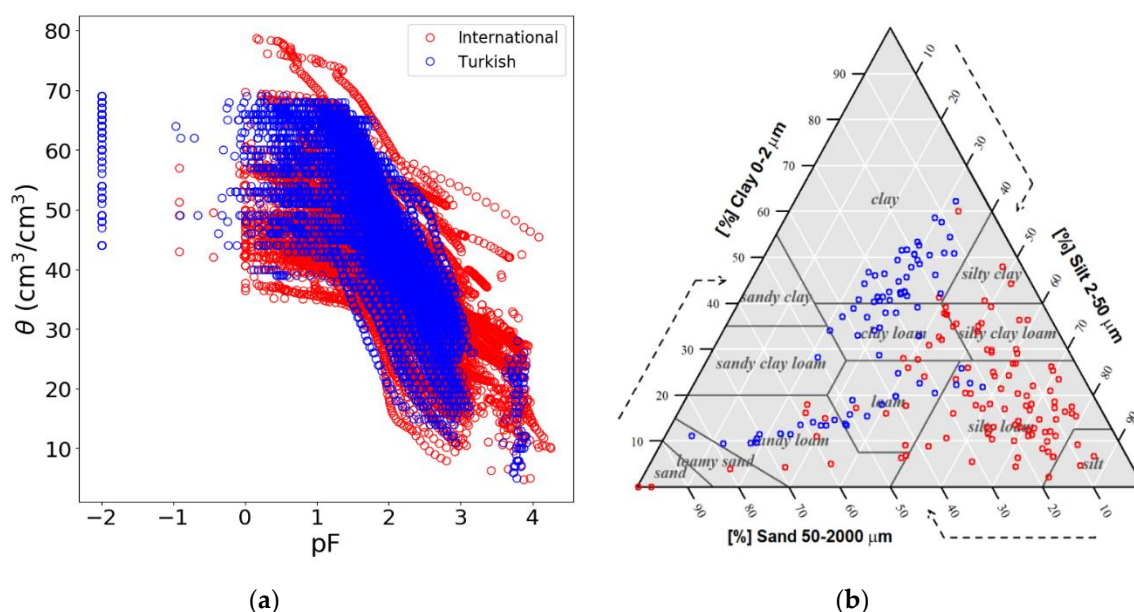 80
70
60
50
40
30
20
10
θ (cm³/cm3)
−2
−1
0
1
2
3
4
pF
International
Turkish
(a)
90
80
70
60
50
40
30
20
10
[%] Clay 0-2 μm
10
20
30
40
50
60
70
80
90
[%] Silt 2-50 μm
90
80
70
60
50
40
30
20
10
[%] Sand 50-2000 μm
clay
silty clay
sandy clay
clay loam
silty clay loam
sandy clay loam
loam
silty loam
sandy loam
loamy sand
sand
silt
(b)